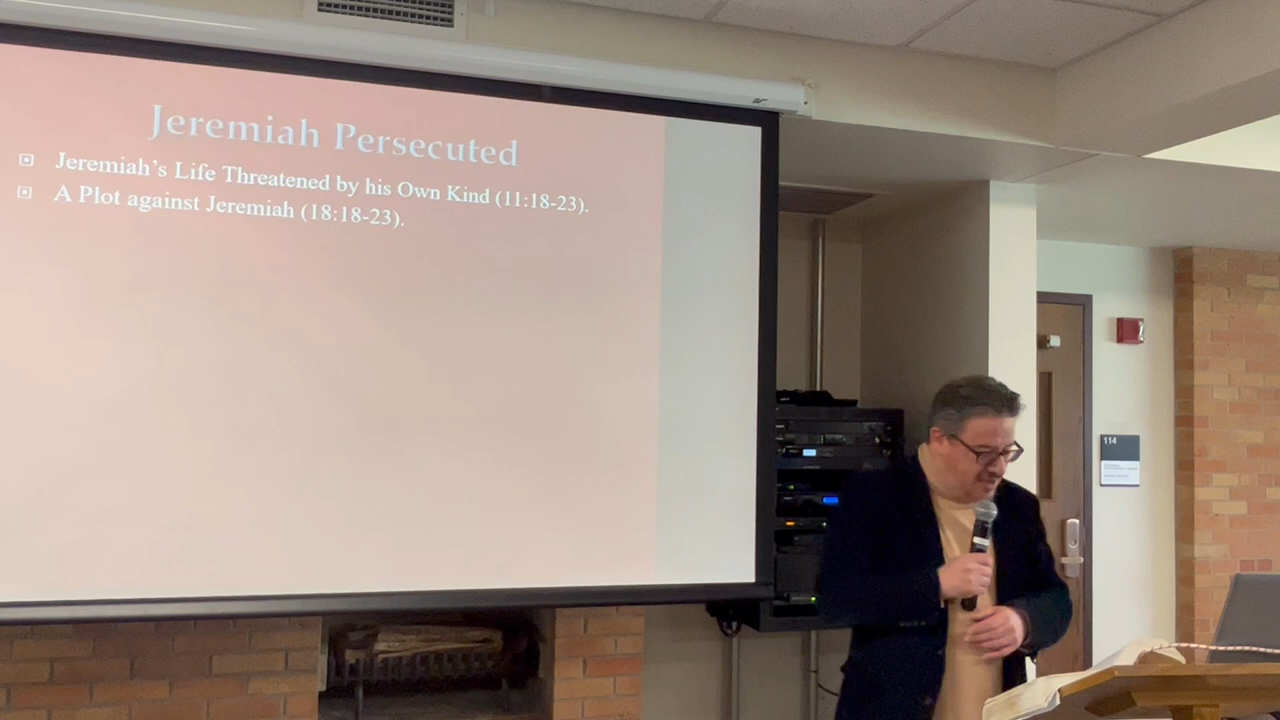 Jeremiah Persecuted
Jeremiah's Life Threatened by his Own Kind (11:18-23).
A Plot against Jeremiah (18:18-23).
114